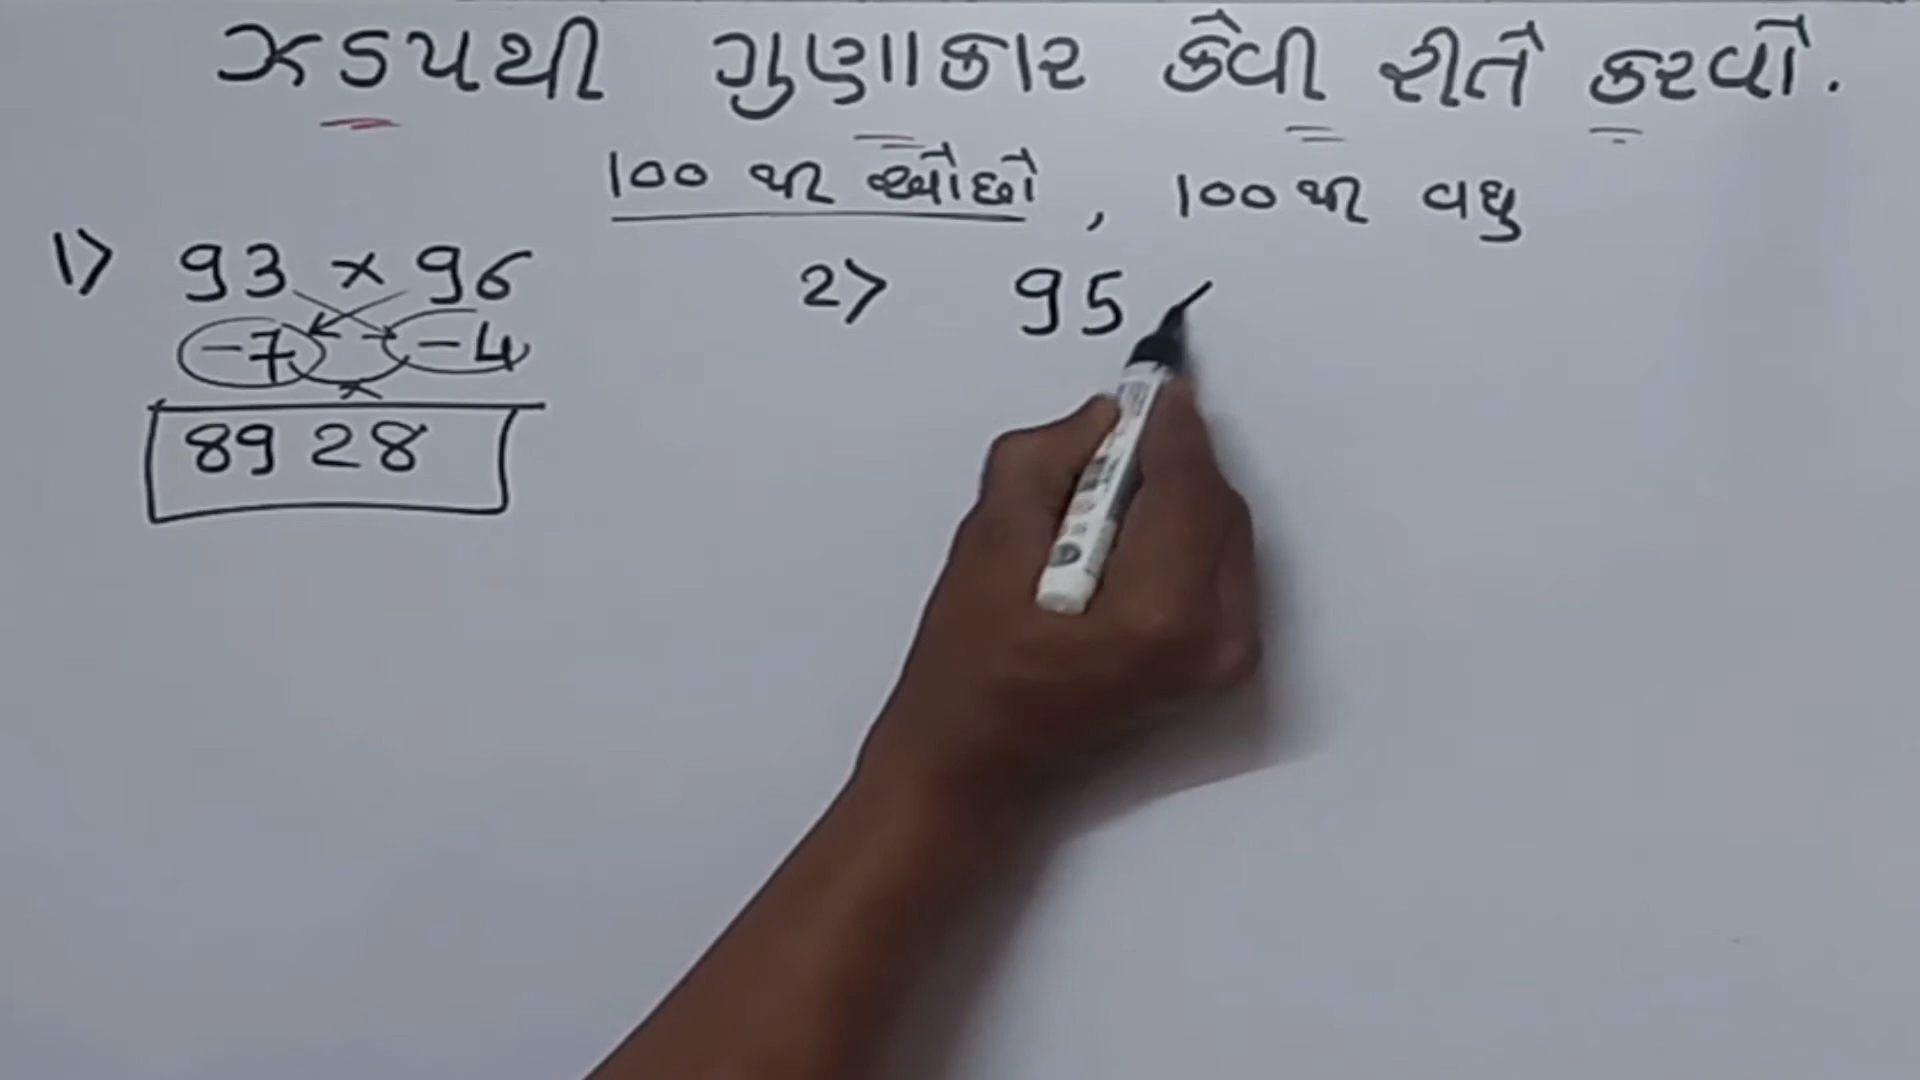 ઝડપથી ગુણાકાર કેવી રીતે કરવો.
100 થી ઓછો, 100 થી વધુ
1> 93 × 96
-7 -4
×
8928
2> 95